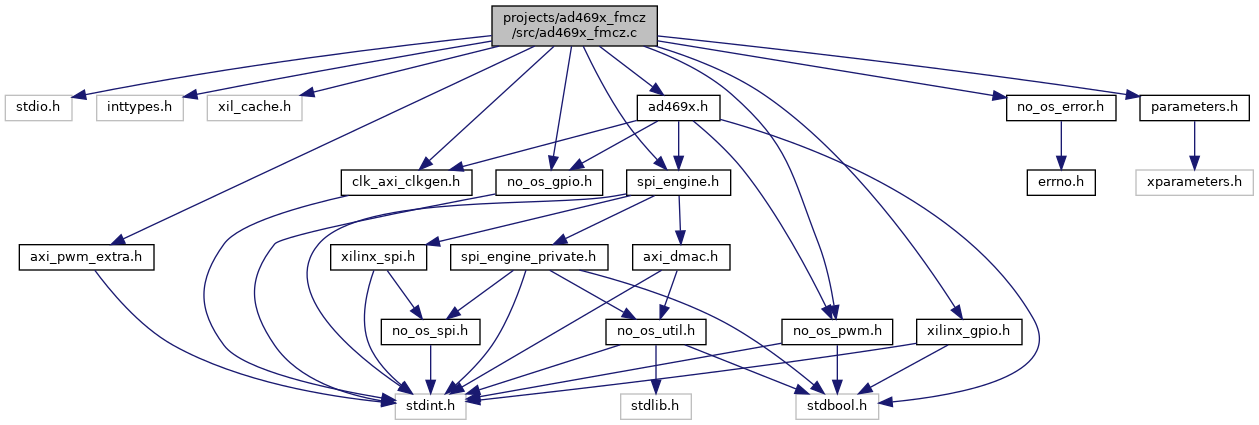 projects/ad469x_fmcz
/src/ad469x_fmcz.c
stdio.h
inttypes.h
xil_cache.h
ad469x.h
no_os_error.h
parameters.h
clk_axi_clkgen.h
no_os_gpio.h
spi_engine.h
errno.h
xparameters.h
axi_pwm_extra.h
xilinx_spi.h
spi_engine_private.h
axi_dmac.h
no_os_spi.h
no_os_util.h
no_os_pwm.h
xilinx_gpio.h
stdint.h
stdlib.h
stdbool.h